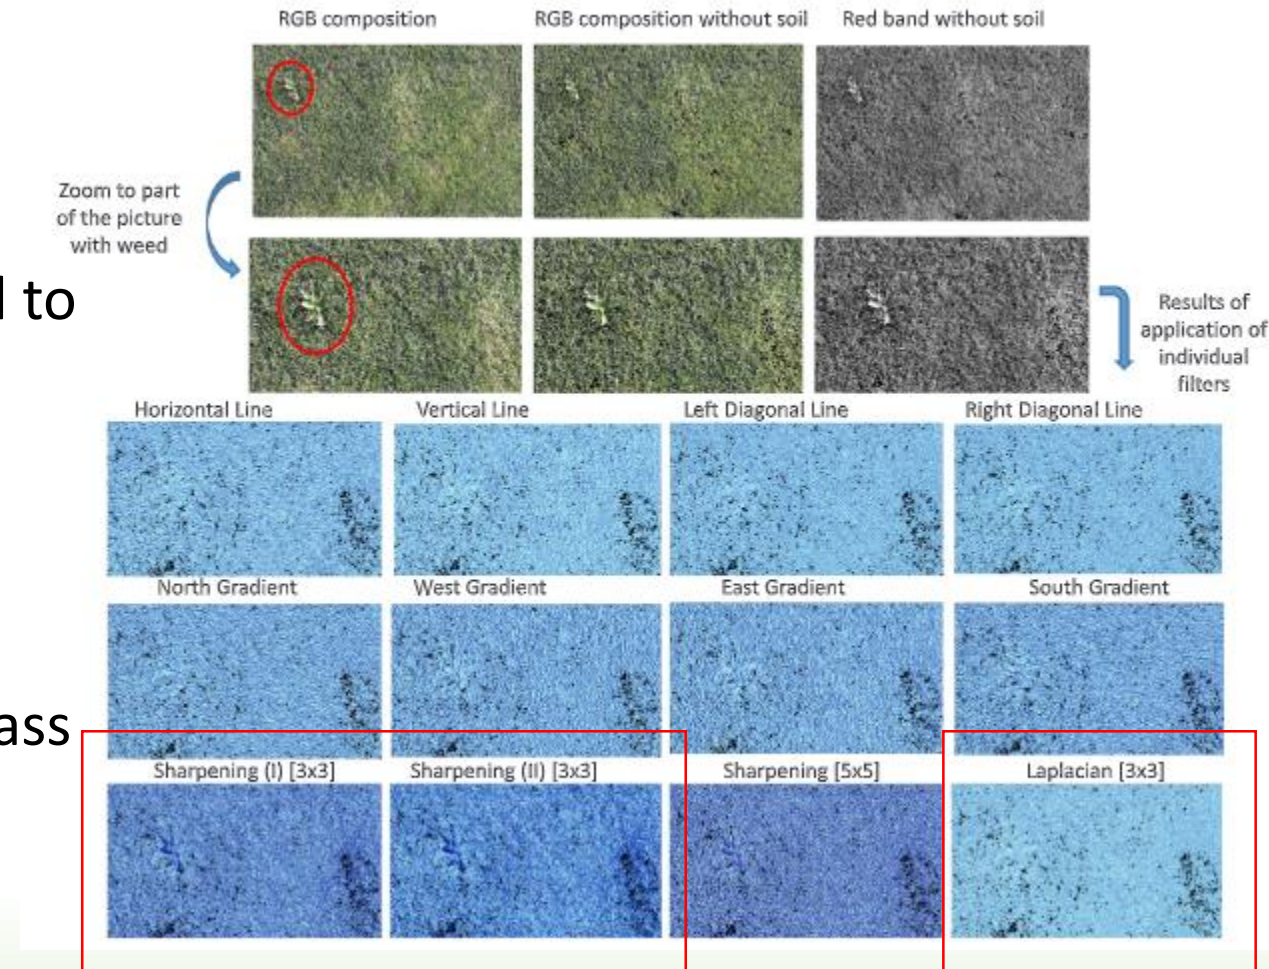 RGB composition
RGB composition without soil
Red band without soil
Zoom to part
of the picture
with weed
l to
Results of
application of
individual
filters
Horizontal Line
Vertical Line
Left Diagonal Line
Right Diagonal Line
North Gradient
West Gradient
East Gradient
South Gradient
ass
Sharpening (I) [3x3]
Sharpening (II) [3x3]
Sharpening [5x5]
Laplacian [3x3]